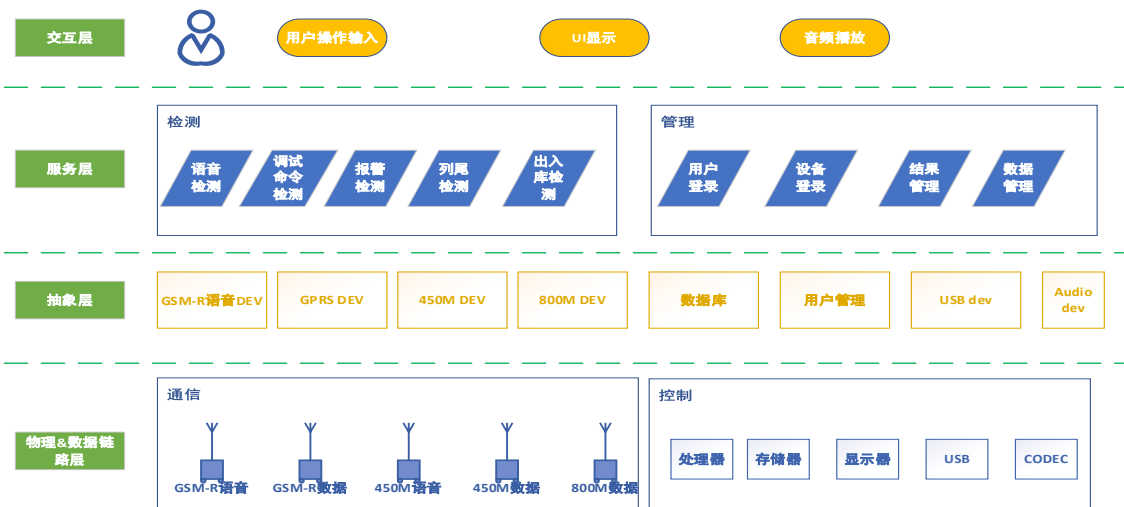 交互层
用户操作输入
UI显示
音频播放
检测
管理
服务层
语音
检测
调试
命令
检测
报警
检测
列尾
检测
出入
库检
测
用户
登录
设备
登录
结果
管理
数据
管理
抽象层
GSM-R语音DEV
GPRS DEV
450M DEV
800M DEV
数据库
用户管理
USB dev
Audio
dev
通信
控制
物理&数据链
路层
GSM-R语音
GSM-R数据
450M语音
450M数据
800M数据
处理器
存储器
显示器
USB
CODEC